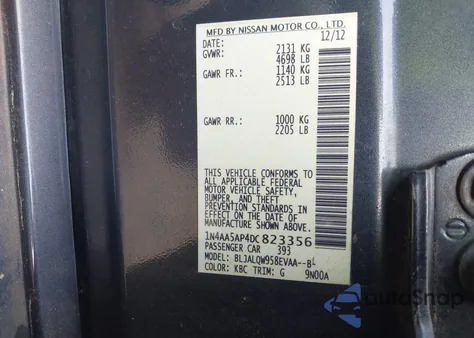 MFD BY NISSAN MOTOR CO., LTD.
DATE: 12/12
GVWR: 2131 KG
4698 LB
GAWR FR.: 1140 KG
2513 LB
GAWR RR.: 1000 KG
2205 LB
THIS VEHICLE CONFORMS TO
ALL APPLICABLE FEDERAL
MOTOR VEHICLE SAFETY,
BUMPER, AND THEFT
PREVENTION STANDARDS IN
EFFECT ON THE DATE OF
MANUFACTURE SHOWN ABOVE.
1N4AA5AP4DC823356
PASSENGER CAR 393
MODEL: BLJALQW958EVAA--B-
COLOR: KBC TRIM: G 9N00A
autoSnap